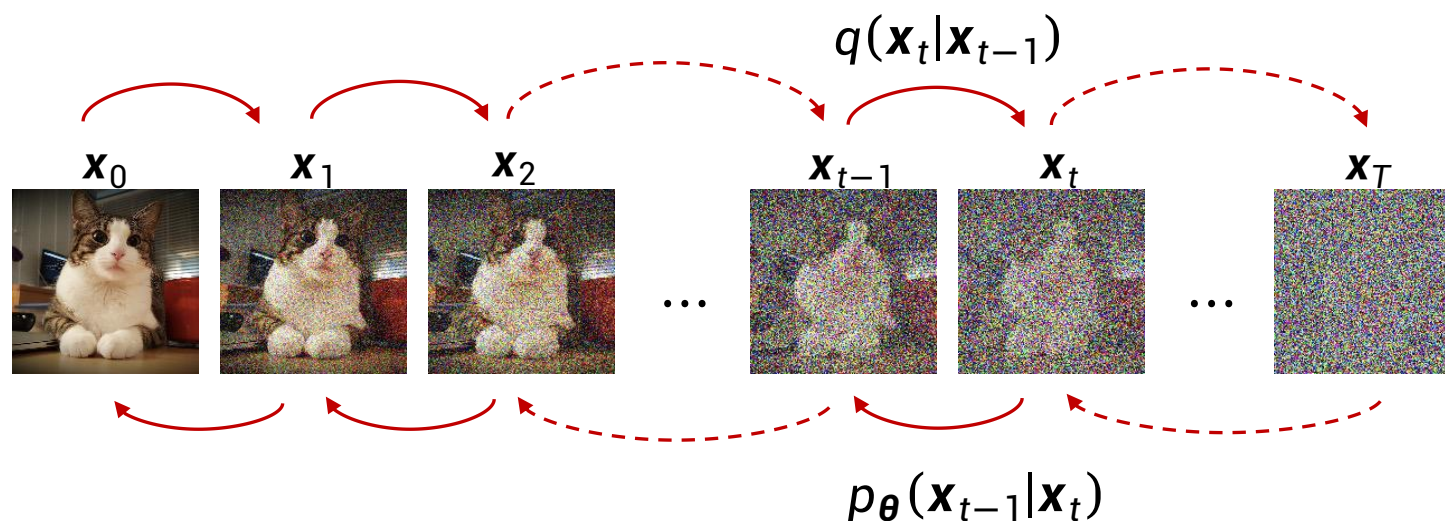 q(x_t|x_{t−1})
x_0 x_1 x_2 x_{t−1} x_t x_T
... ...
p_θ(x_{t−1}|x_t)